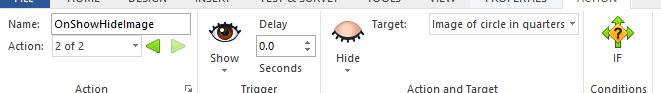 FILE HOME DESIGN INSERT TEST & SURVEY TOOLS VIEW PROPERTIES ACTION
Name: OnShowHideImage Delay Target: Image of circle in quarters
Action: 2 of 2 0.0
Show Seconds Hide IF
Action Trigger Action and Target Conditions